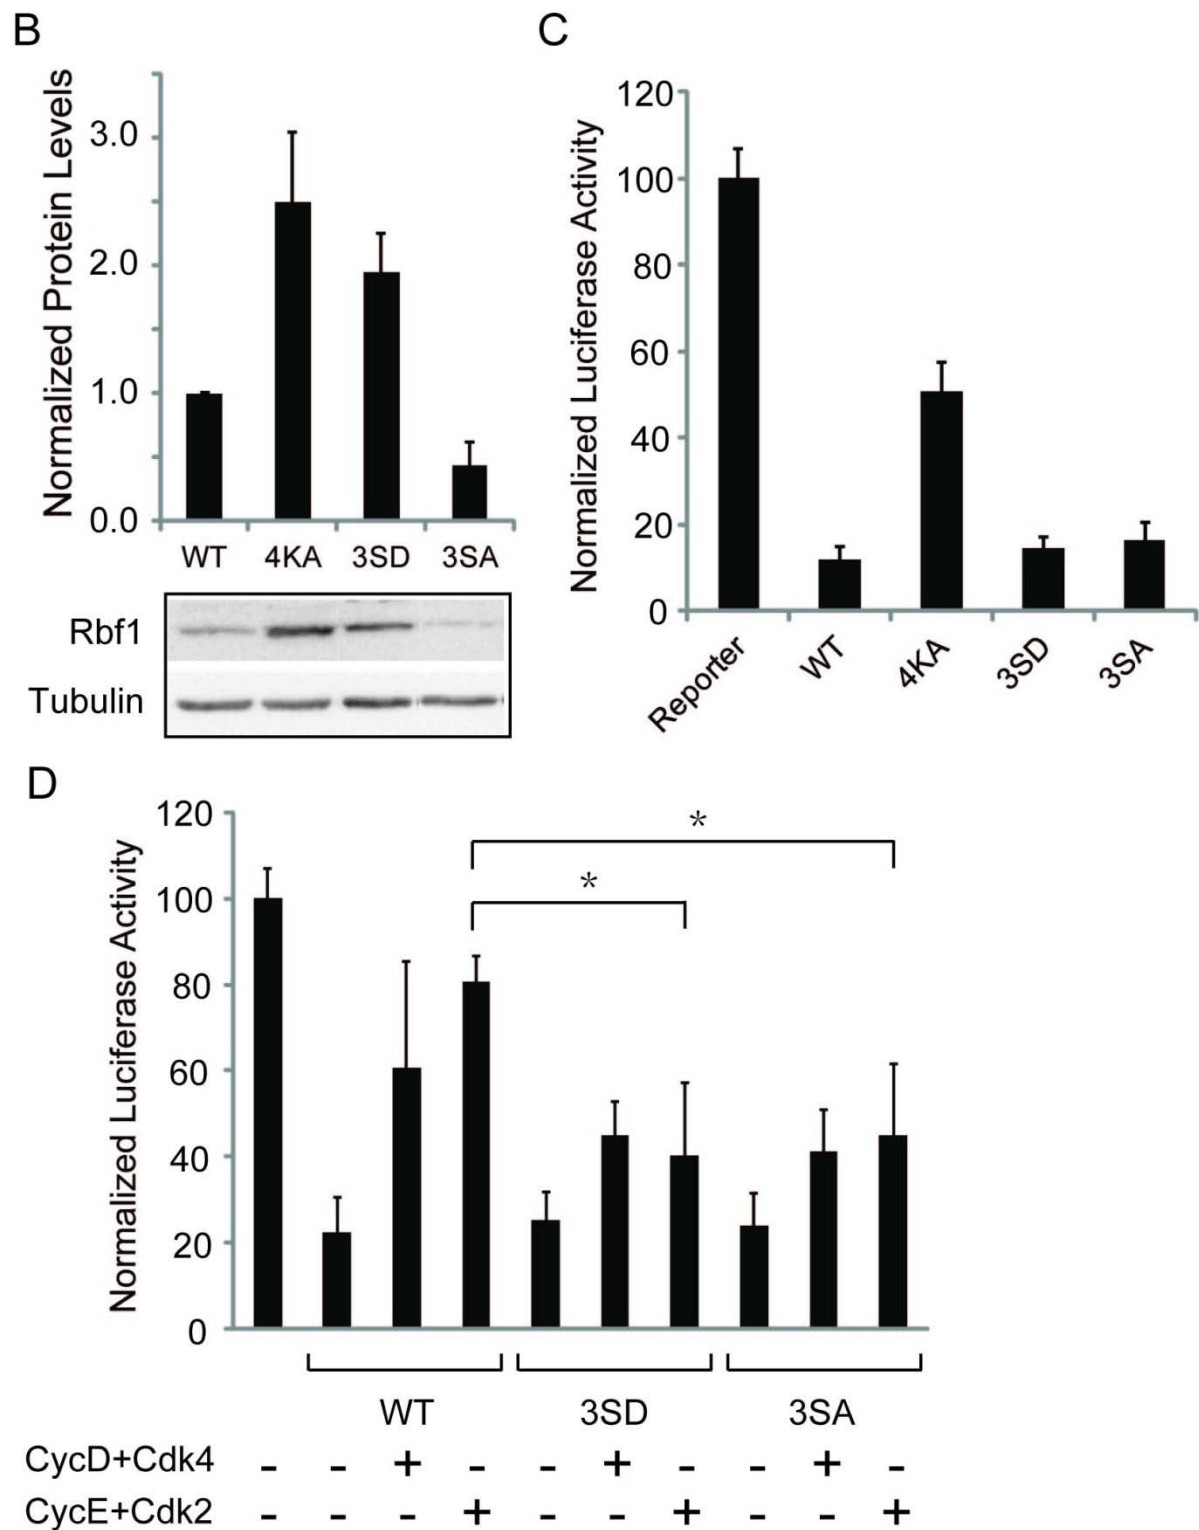 B
Normalized Protein Levels
3.0
2.0
1.0
0.0
WT 4KA 3SD 3SA
Rbf1
Tubulin
C
Normalized Luciferase Activity
120
100
80
60
40
20
0
Reporter WT 4KA 3SD 3SA
D
Normalized Luciferase Activity
120
100
80
60
40
20
0
*
*
WT 3SD 3SA
CycD+Cdk4 - - + - - + - - + -
CycE+Cdk2 - - - + - - + - - +